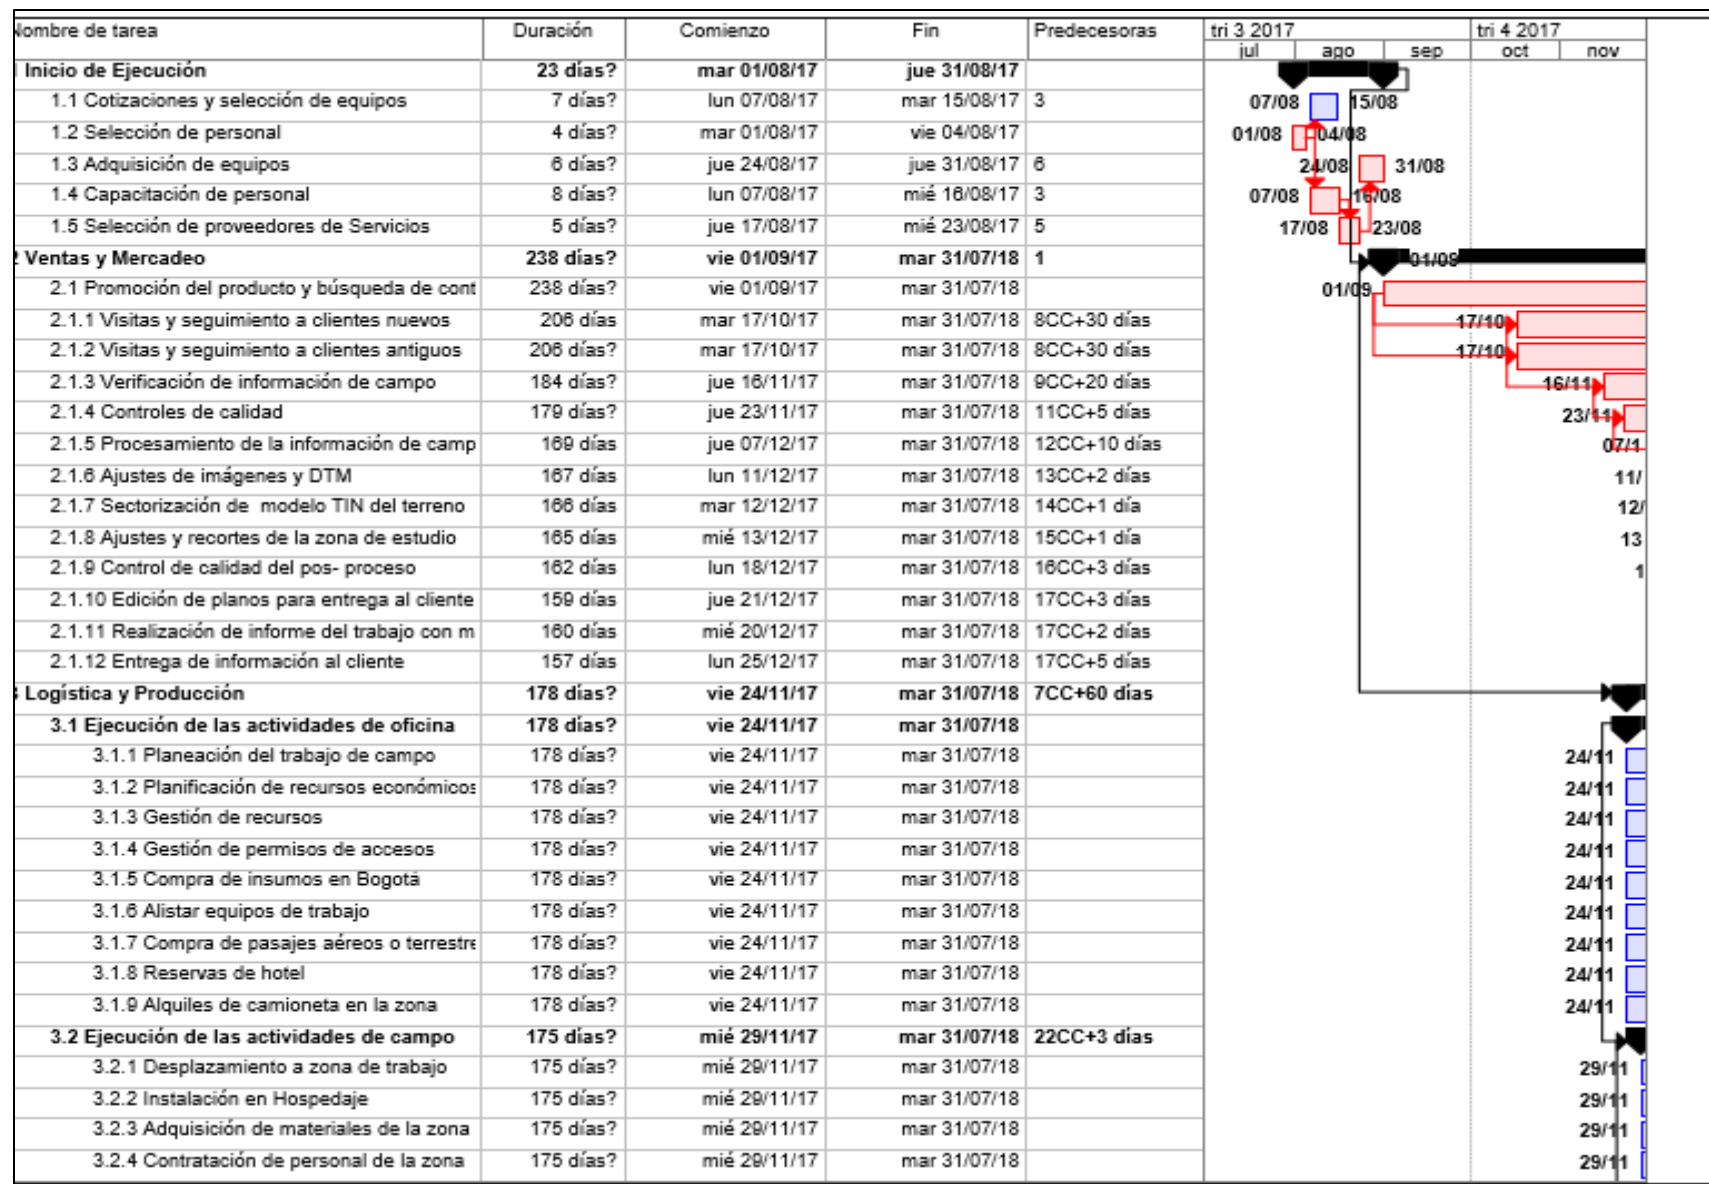 Nombre de tarea Duración Comienzo Fin Predecesoras tri 3 2017 tri 4 2017
jul ago sep oct nov
Inicio de Ejecución 23 días? mar 01/08/17 jue 31/08/17
1.1 Cotizaciones y selección de equipos 7 días? lun 07/08/17 mar 15/08/17 3 07/08 15/08
1.2 Selección de personal 4 días? mar 01/08/17 vie 04/08/17 01/08 04/08
1.3 Adquisición de equipos 6 días? jue 24/08/17 jue 31/08/17 6 24/08 31/08
1.4 Capacitación de personal 8 días? lun 07/08/17 mié 16/08/17 3 07/08 16/08
1.5 Selección de proveedores de Servicios 5 días? jue 17/08/17 mié 23/08/17 5 17/08 23/08
2 Ventas y Mercadeo 238 días? vie 01/09/17 mar 31/07/18 1 01/09
2.1 Promoción del producto y búsqueda de cont 238 días? vie 01/09/17 mar 31/07/18 01/09
2.1.1 Visitas y seguimiento a clientes nuevos 206 días mar 17/10/17 mar 31/07/18 8CC+30 días 17/10
2.1.2 Visitas y seguimiento a clientes antiguos 206 días? mar 17/10/17 mar 31/07/18 8CC+30 días 17/10
2.1.3 Verificación de información de campo 184 días? jue 16/11/17 mar 31/07/18 9CC+20 días 16/11
2.1.4 Controles de calidad 179 días? jue 23/11/17 mar 31/07/18 11CC+5 días 23/11
2.1.5 Procesamiento de la información de camp 169 días jue 07/12/17 mar 31/07/18 12CC+10 días 07/1
2.1.6 Ajustes de imágenes y DTM 167 días lun 11/12/17 mar 31/07/18 13CC+2 días 11/
2.1.7 Sectorización de modelo TIN del terreno 166 días mar 12/12/17 mar 31/07/18 14CC+1 día 12/
2.1.8 Ajustes y recortes de la zona de estudio 165 días mié 13/12/17 mar 31/07/18 15CC+1 día 13
2.1.9 Control de calidad del pos- proceso 162 días lun 18/12/17 mar 31/07/18 16CC+3 días 1
2.1.10 Edición de planos para entrega al cliente 159 días jue 21/12/17 mar 31/07/18 17CC+3 días
2.1.11 Realización de informe del trabajo con m 160 días mié 20/12/17 mar 31/07/18 17CC+2 días
2.1.12 Entrega de información al cliente 157 días lun 25/12/17 mar 31/07/18 17CC+5 días
3 Logística y Producción 178 días? vie 24/11/17 mar 31/07/18 7CC+60 días
3.1 Ejecución de las actividades de oficina 178 días? vie 24/11/17 mar 31/07/18
3.1.1 Planeación del trabajo de campo 178 días? vie 24/11/17 mar 31/07/18 24/11
3.1.2 Planificación de recursos económicos 178 días? vie 24/11/17 mar 31/07/18 24/11
3.1.3 Gestión de recursos 178 días? vie 24/11/17 mar 31/07/18 24/11
3.1.4 Gestión de permisos de accesos 178 días? vie 24/11/17 mar 31/07/18 24/11
3.1.5 Compra de insumos en Bogotá 178 días? vie 24/11/17 mar 31/07/18 24/11
3.1.6 Alistar equipos de trabajo 178 días? vie 24/11/17 mar 31/07/18 24/11
3.1.7 Compra de pasajes aéreos o terrestre 178 días? vie 24/11/17 mar 31/07/18 24/11
3.1.8 Reservas de hotel 178 días? vie 24/11/17 mar 31/07/18 24/11
3.1.9 Alquiles de camioneta en la zona 178 días? vie 24/11/17 mar 31/07/18 24/11
3.2 Ejecución de las actividades de campo 175 días? mié 29/11/17 mar 31/07/18 22CC+3 días
3.2.1 Desplazamiento a zona de trabajo 175 días? mié 29/11/17 mar 31/07/18 29/11
3.2.2 Instalación en Hospedaje 175 días? mié 29/11/17 mar 31/07/18 29/11
3.2.3 Adquisición de materiales de la zona 175 días? mié 29/11/17 mar 31/07/18 29/11
3.2.4 Contratación de personal de la zona 175 días? mié 29/11/17 mar 31/07/18 29/11